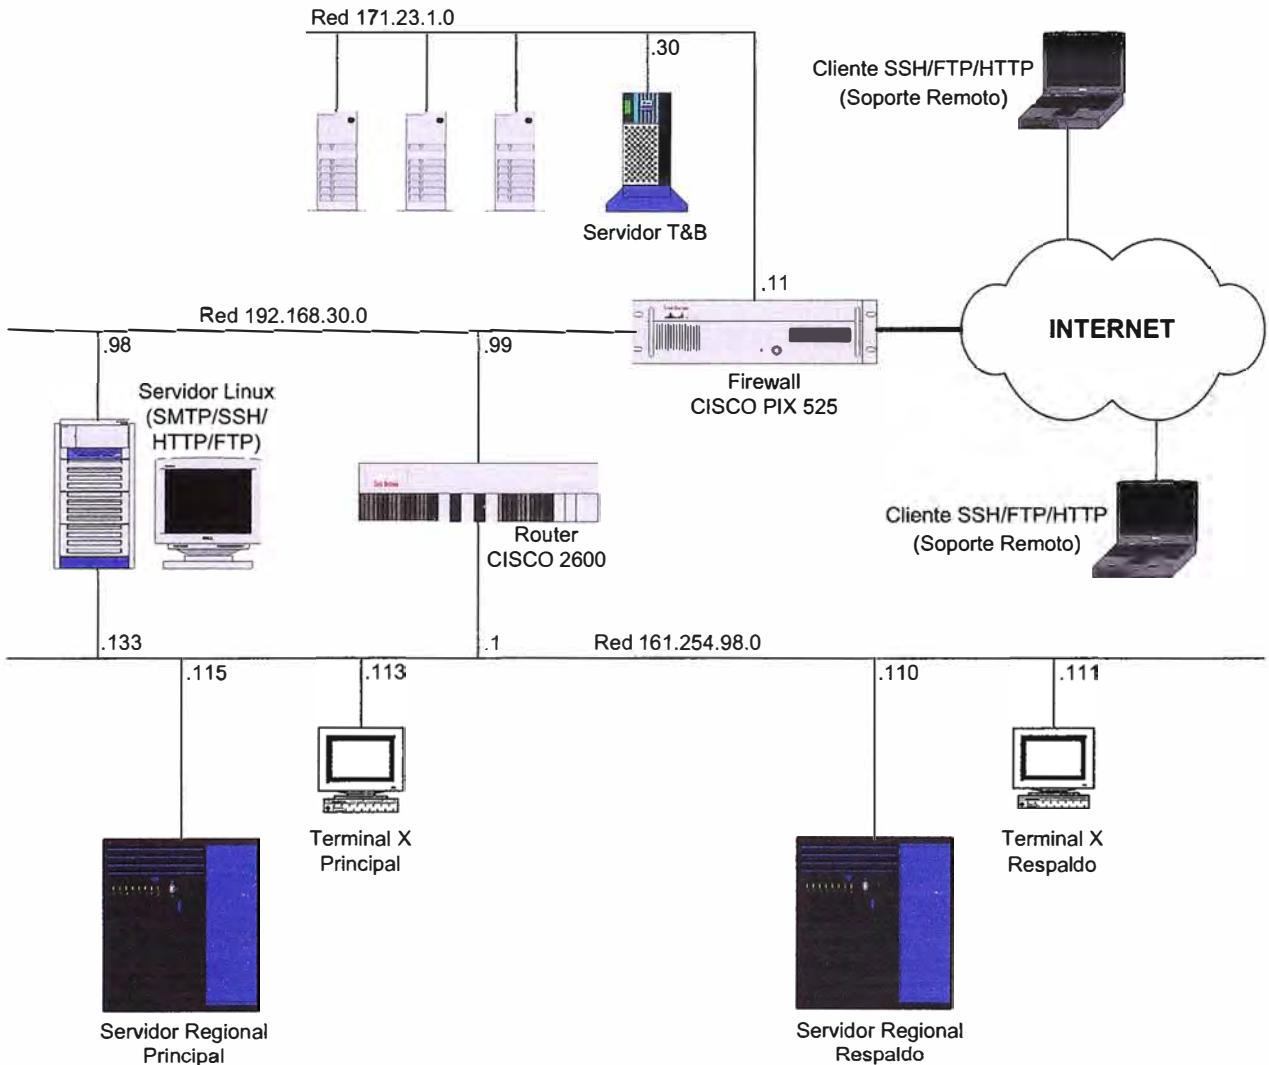 Red 171.23.1.0
.30
Cliente SSH/FTP/HTTP
(Soporte Remoto)
Servidor T&B
.11
Red 192.168.30.0
.98
.99
INTERNET
Firewall
CISCO PIX 525
Servidor Linux
(SMTP/SSH/
HTTP/FTP)
Router
CISCO 2600
Cliente SSH/FTP/HTTP
(Soporte Remoto)
.133
.1
Red 161.254.98.0
.115
.113
.110
.111
Terminal X
Principal
Terminal X
Respaldo
Servidor Regional
Principal
Servidor Regional
Respaldo